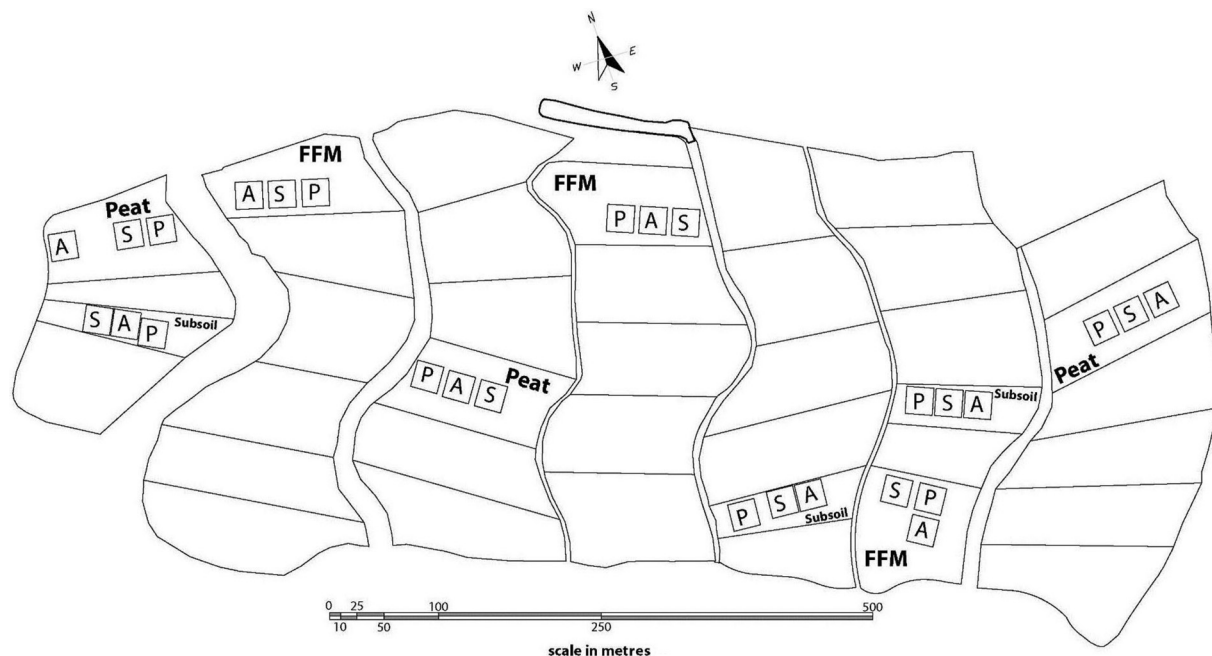 N
W E
S
FFM
A S P
Peat
A S P
FFM
P A S
S A P Subsoil
P S A
Peat
P A S Peat
P S A Subsoil
P S A
Subsoil
S P
A
FFM
0 25 100 500
10 50 250
scale in metres